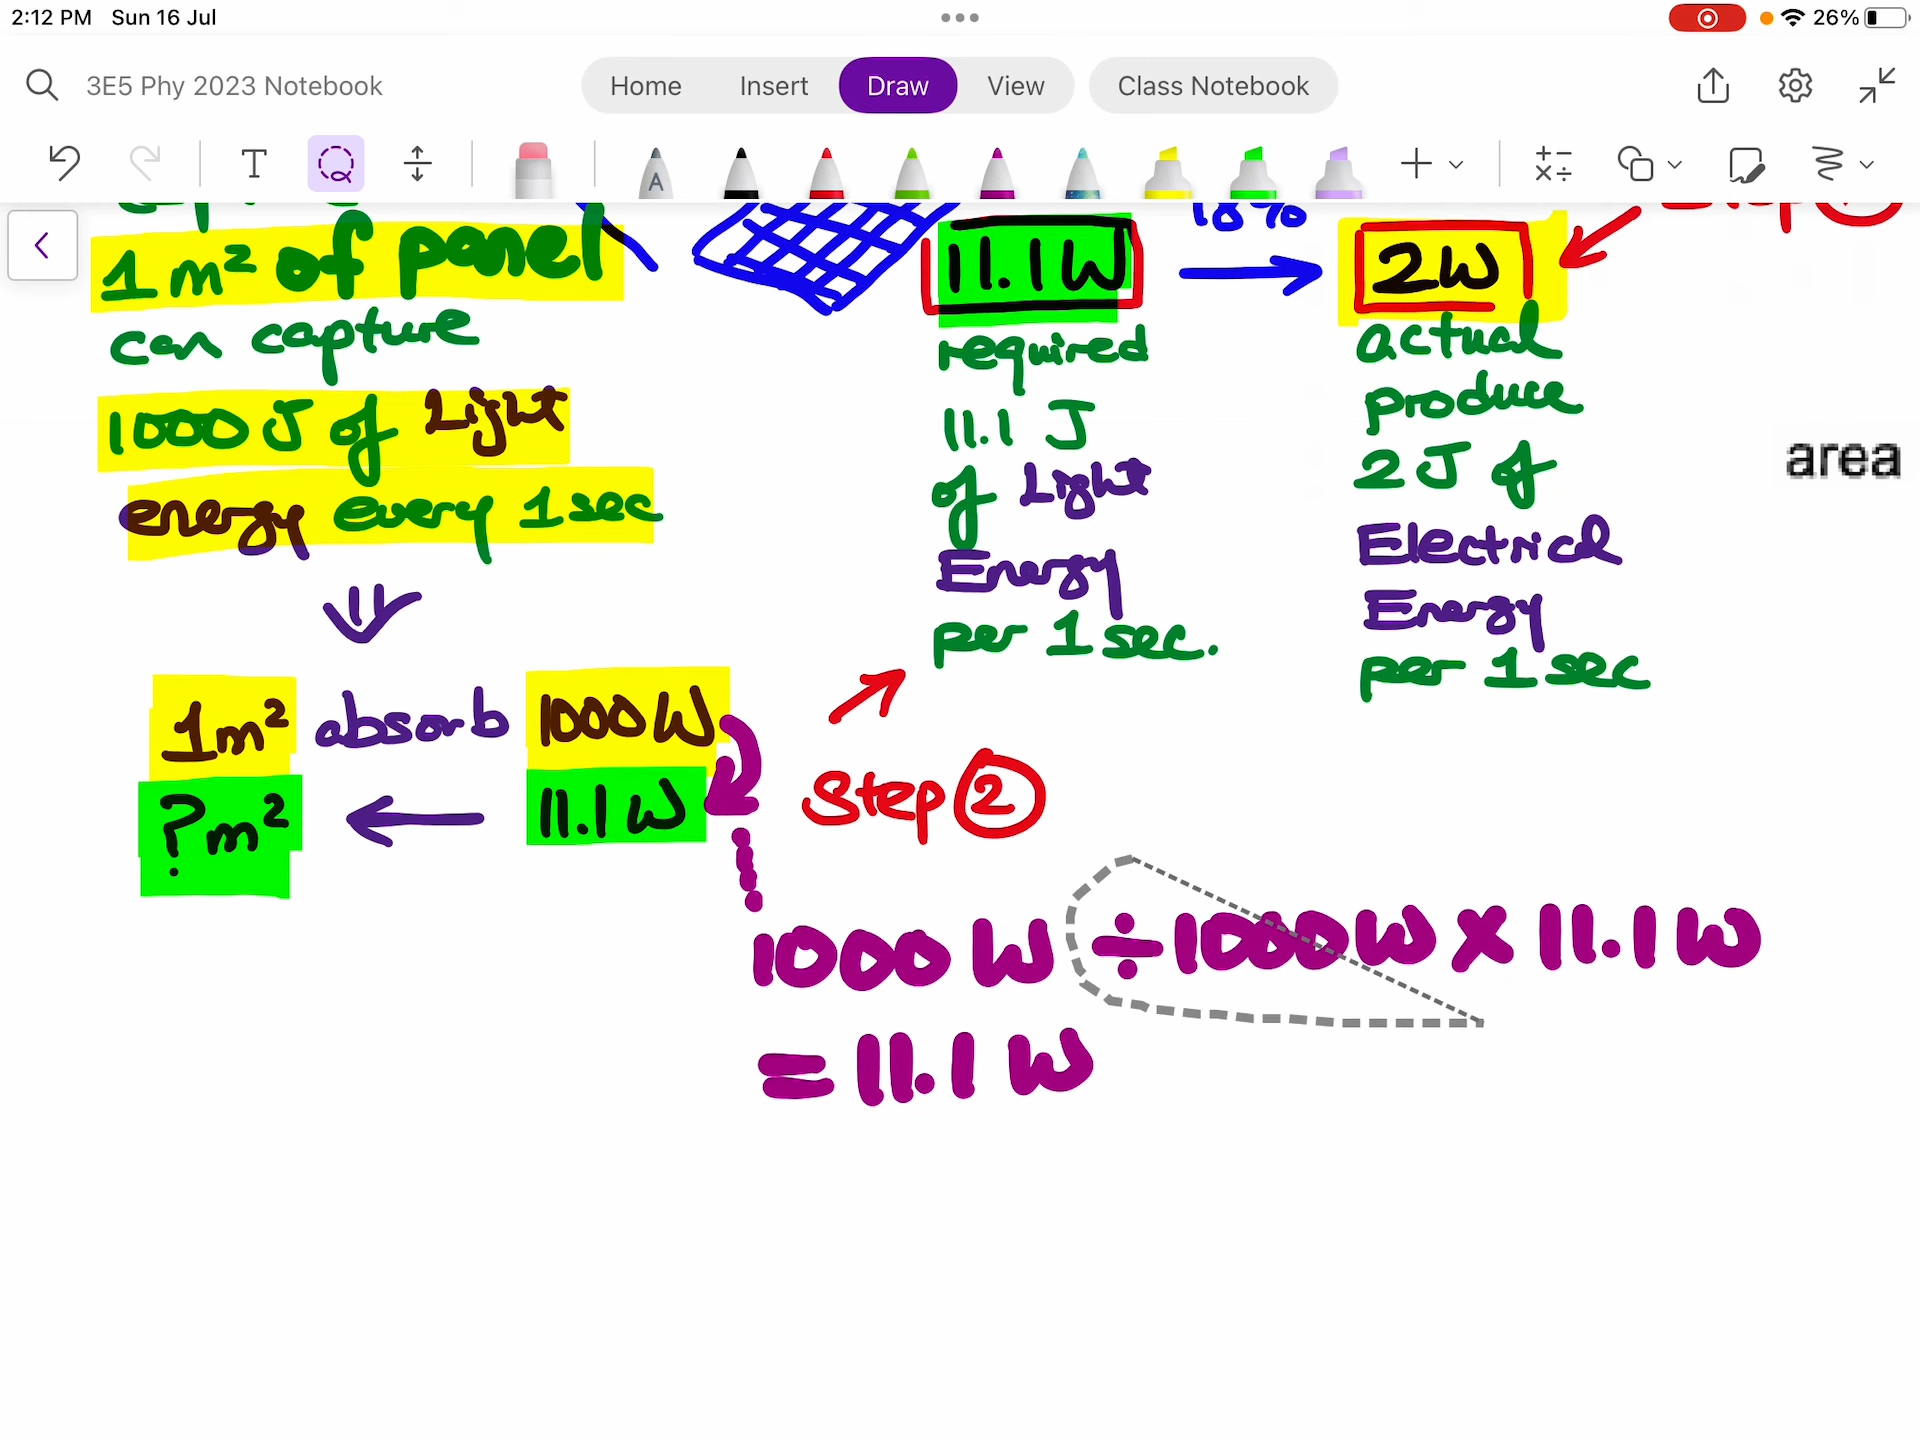 2:12 PM Sun 16 Jul
26%
3E5 Phy 2023 Notebook
Home Insert Draw View Class Notebook
T
A
1m² of panel
can capture
1000 J of Light
energy every 1 sec
11.1W
required
11.1 J
of Light
Energy
per 1 sec.
18%
2W
actual
produce
2 J of
Electrical
Energy
per 1 sec
area
1m² absorb 1000W
?m² ← 11.1W
Step 2
1000 W ÷ 1000W × 11.1W
= 11.1 W